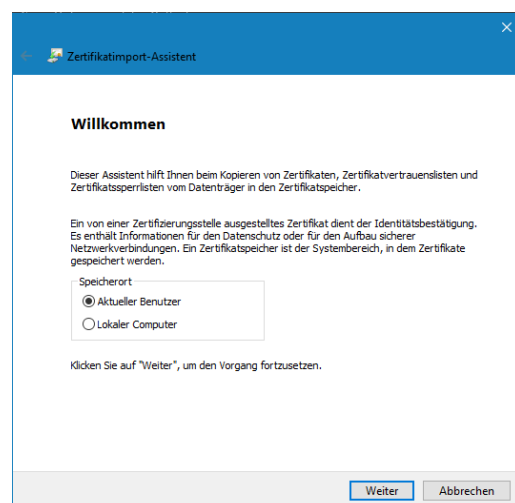 Zertifikatimport-Assistent
Willkommen
Dieser Assistent hilft Ihnen beim Kopieren von Zertifikaten, Zertifikatvertrauenslisten und
Zertifikatssperrlisten vom Datenträger in den Zertifikatspeicher.
Ein von einer Zertifizierungsstelle ausgestelltes Zertifikat dient der Identitätsbestätigung.
Es enthält Informationen für den Datenschutz oder für den Aufbau sicherer
Netzwerkverbindungen. Ein Zertifikatspeicher ist der Systembereich, in dem Zertifikate
gespeichert werden.
Speicherort
Aktueller Benutzer
Lokaler Computer
Klicken Sie auf "Weiter", um den Vorgang fortzusetzen.
Weiter Abbrechen